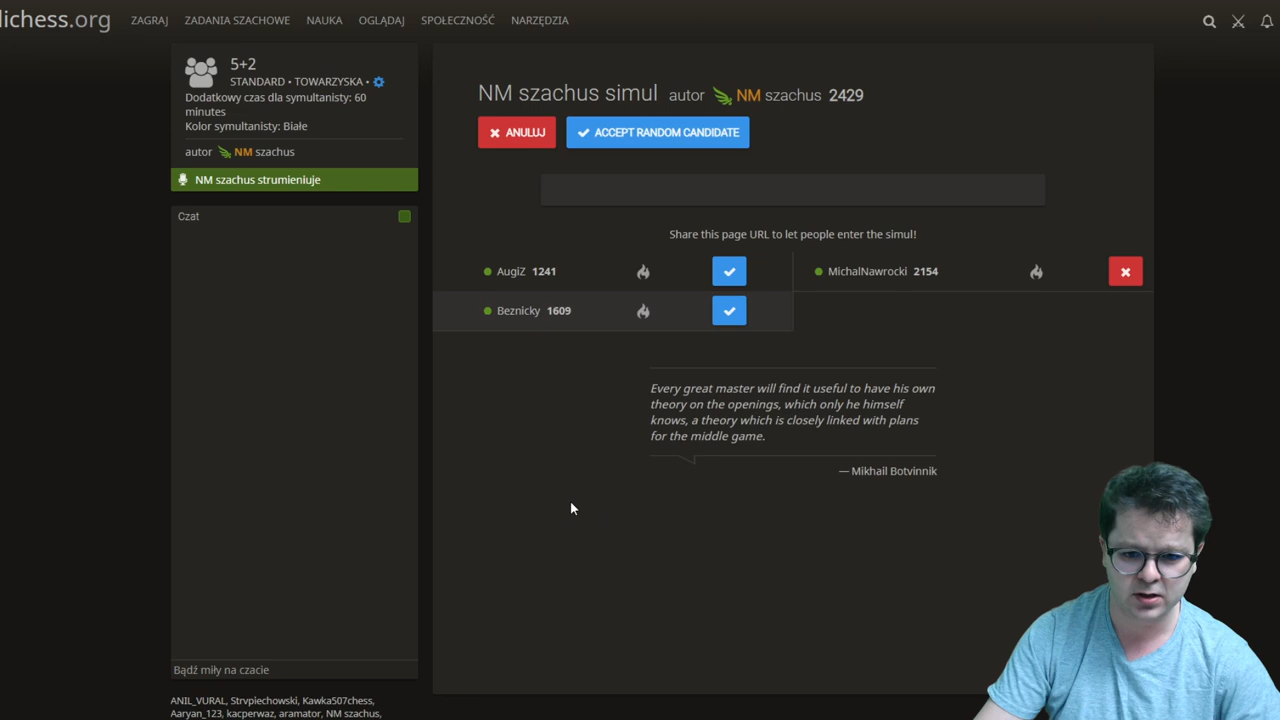 lichess.org ZAGRAJ ZADANIA SZACHOWE NAUKA OGLĄDAJ SPOŁECZNOŚĆ NARZĘDZIA
5+2
STANDARD • TOWARZYSKA •
Dodatkowy czas dla symultanisty: 60
minutes
Kolor symultanisty: Białe
autor NM szachus
NM szachus strumieniuje
Czat
Bądź miły na czacie
ANIL_VURAL, Strvpiechowski, Kawka507chess,
Aaryan_123, kacperwaz, aramator, NM szachus,
NM szachus simul autor NM szachus 2429
ANULUJ ACCEPT RANDOM CANDIDATE
Share this page URL to let people enter the simul!
AugiZ 1241 MichalNawrocki 2154
Beznicky 1609
Every great master will find it useful to have his own
theory on the openings, which only he himself
knows, a theory which is closely linked with plans
for the middle game.
— Mikhail Botvinnik